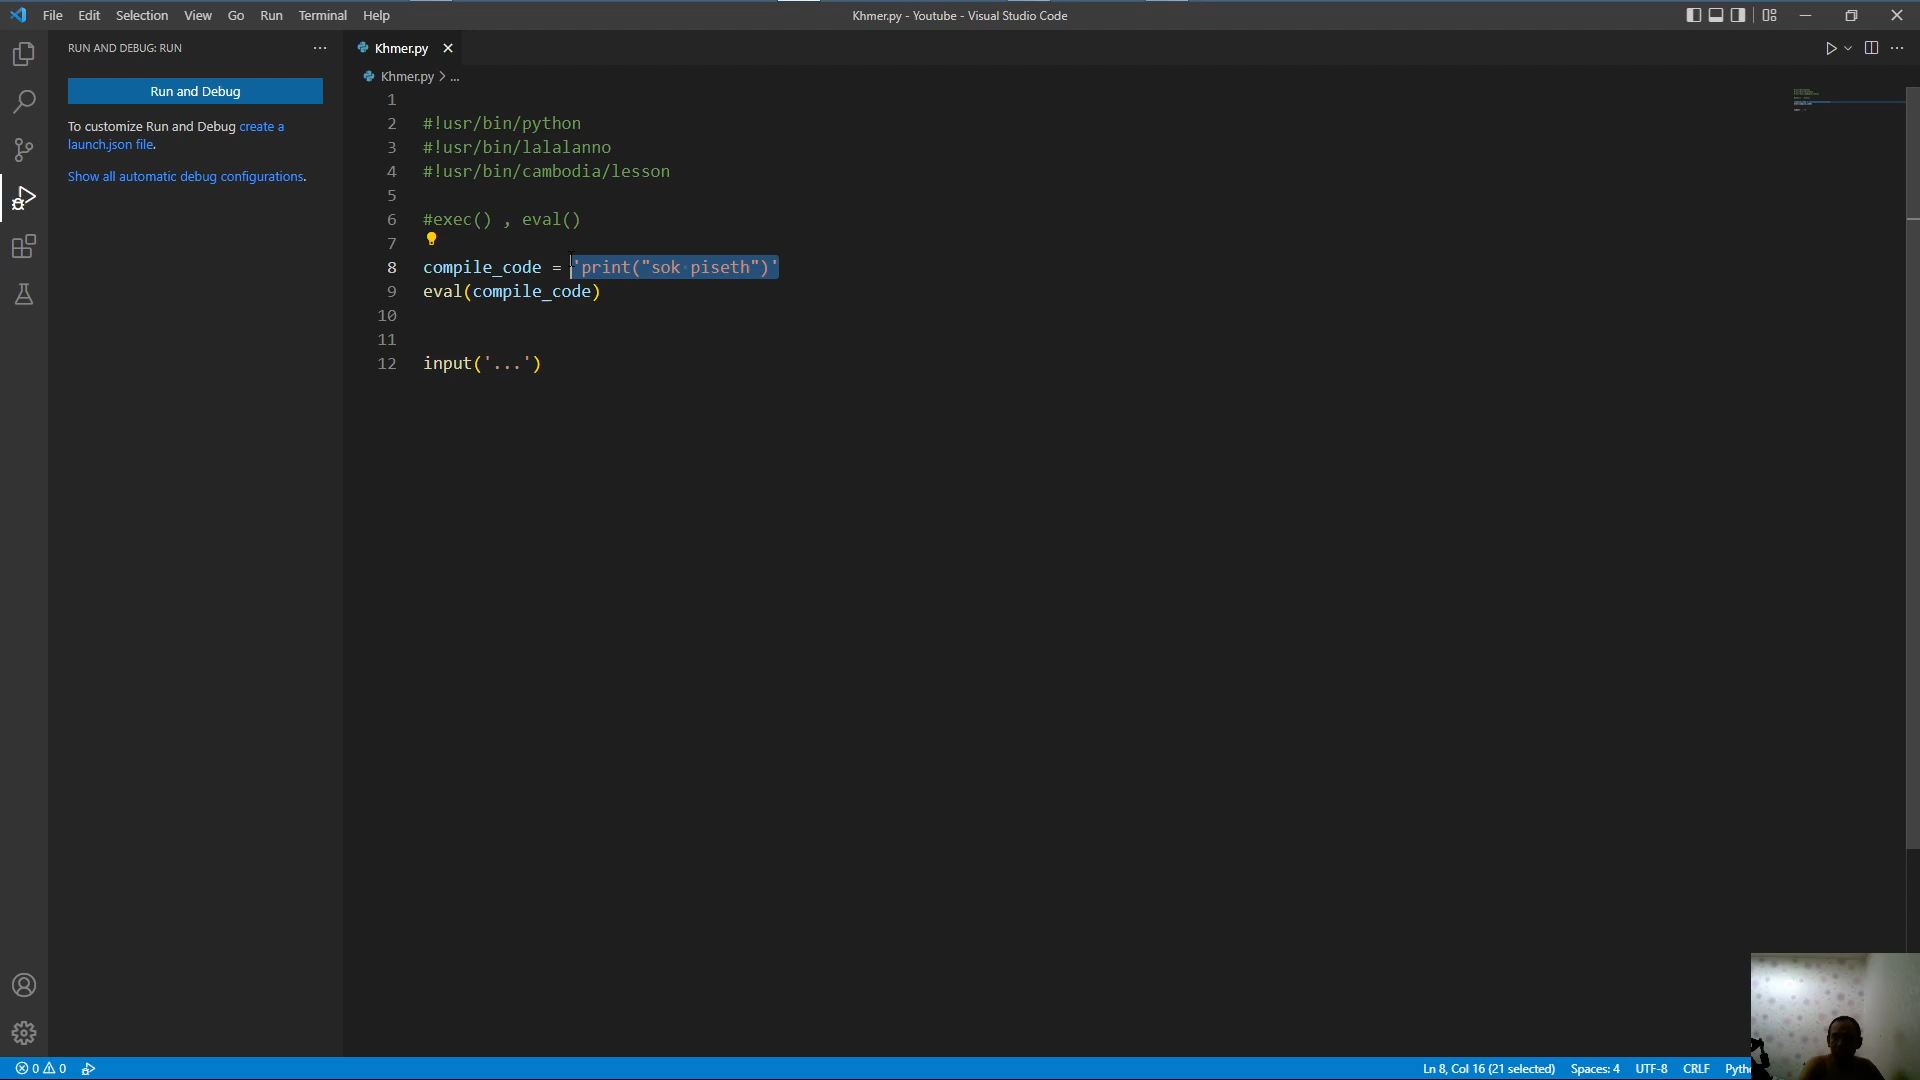 File Edit Selection View Go Run Terminal Help
Khmer.py - Youtube - Visual Studio Code
RUN AND DEBUG: RUN
Run and Debug
To customize Run and Debug create a
launch.json file.
Show all automatic debug configurations.
Khmer.py
Khmer.py > ...
1
2 #!usr/bin/python
3 #!usr/bin/lalalanno
4 #!usr/bin/cambodia/lesson
5
6 #exec() , eval()
7
8 compile_code = 'print("sok piseth")'
9 eval(compile_code)
10
11
12 input('...')
0 0
Ln 8, Col 16 (21 selected) Spaces: 4 UTF-8 CRLF